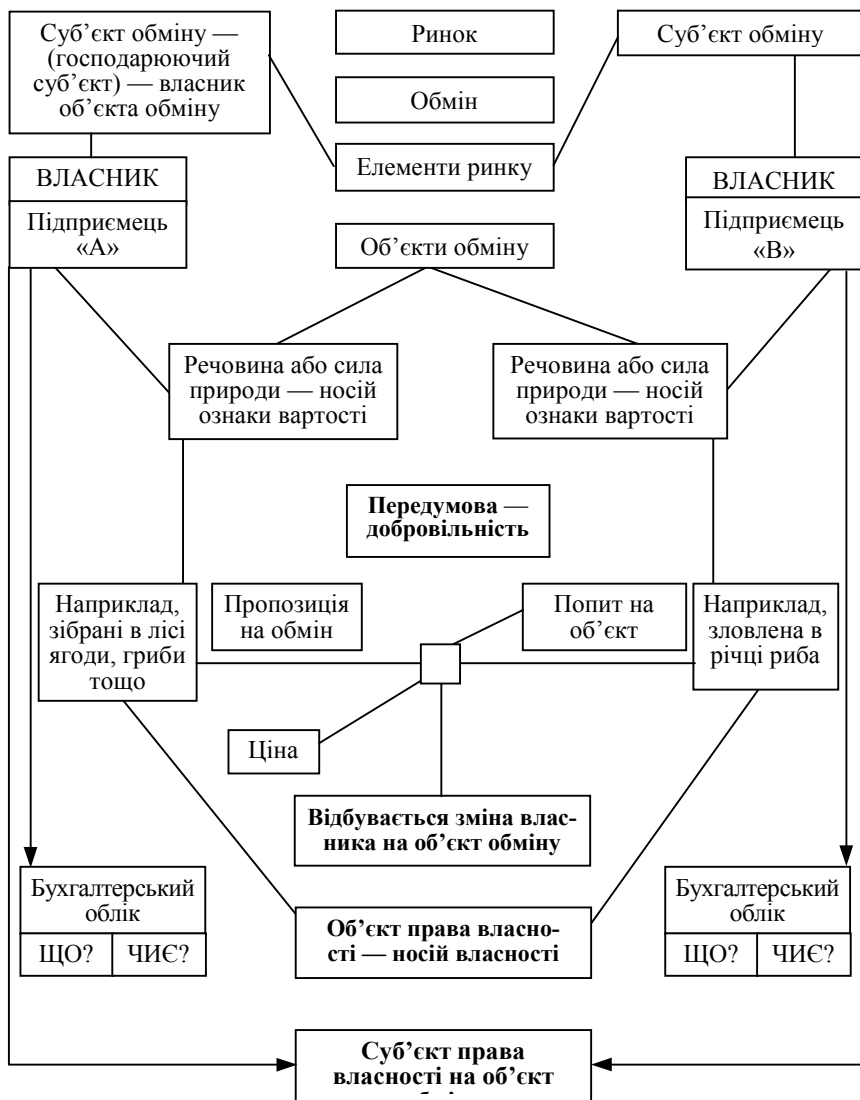 Суб’єкт обміну —
(господарюючий
суб’єкт) — власник
об’єкта обміну
Ринок
Суб’єкт обміну
Обмін
Елементи ринку
ВЛАСНИК
Підприємець
«А»
ВЛАСНИК
Підприємець
«В»
Об’єкти обміну
Речовина або сила
природи — носій
ознаки вартості
Речовина або сила
природи — носій
ознаки вартості
Передумова —
добровільність
Наприклад,
зібрані в лісі
ягоди, гриби
тощо
Пропозиція
на обмін
Попит на
об’єкт
Наприклад,
зловлена в
річці риба
Ціна
Відбувається зміна влас-
ника на об’єкт обміну
Бухгалтерський
облік
ЩО? ЧИЄ?
Об’єкт права власно-
сті — носій власності
Бухгалтерський
облік
ЩО? ЧИЄ?
Суб’єкт права
власності на об’єкт